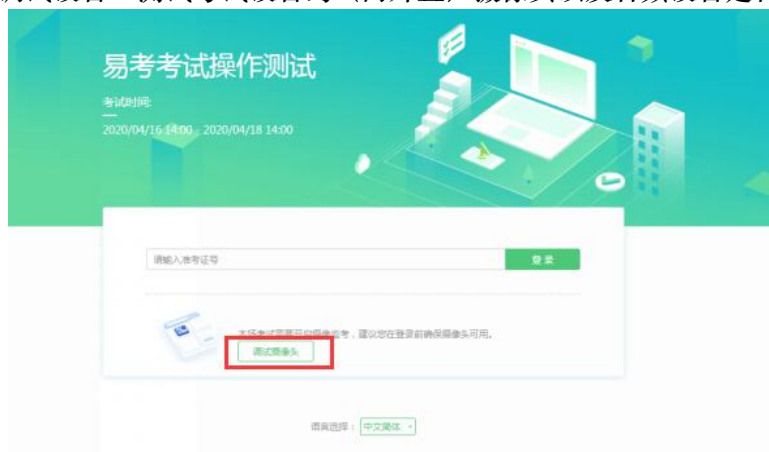 易考考试操作测试
考试时间:
2020/04/16 14:00 - 2020/04/18 14:00
请输入准考证号
登 录
本场考试需要开启摄像监考，建议您在登录前确保摄像头可用。
调试摄像头
语言选择：中文简体